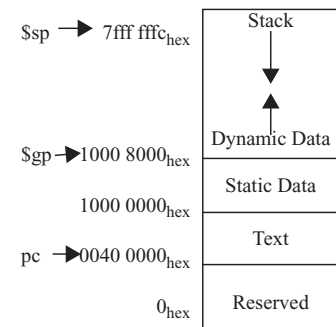 Stack
$sp 7fff fffc hex
Dynamic Data
$gp 1000 8000 hex
Static Data
1000 0000 hex
Text
pc 0040 0000 hex
Reserved
0 hex